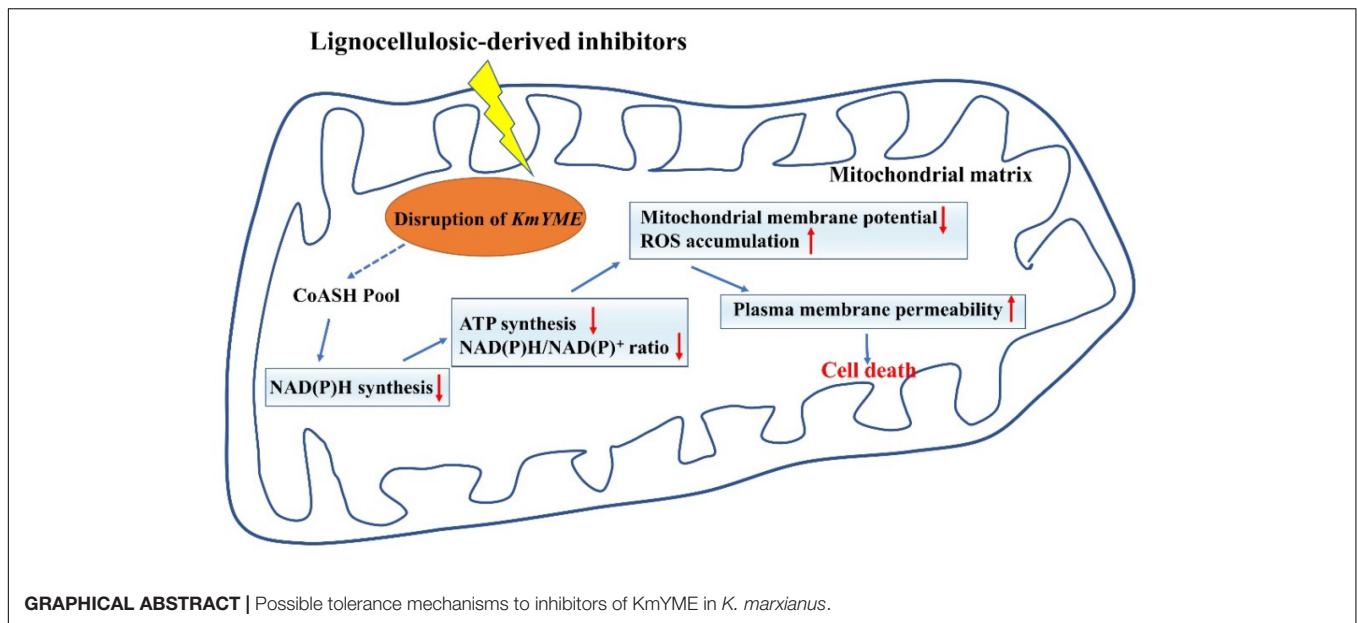 Lignocellulosic-derived inhibitors
Mitochondrial matrix
Disruption of KmYME
Mitochondrial membrane potential↓
ROS accumulation ↑
CoASH Pool
ATP synthesis ↓
NAD(P)H/NAD(P)⁺ ratio↓
Plasma membrane permeability↑
NAD(P)H synthesis↓
Cell death
GRAPHICAL ABSTRACT | Possible tolerance mechanisms to inhibitors of KmYME in K. marxianus.